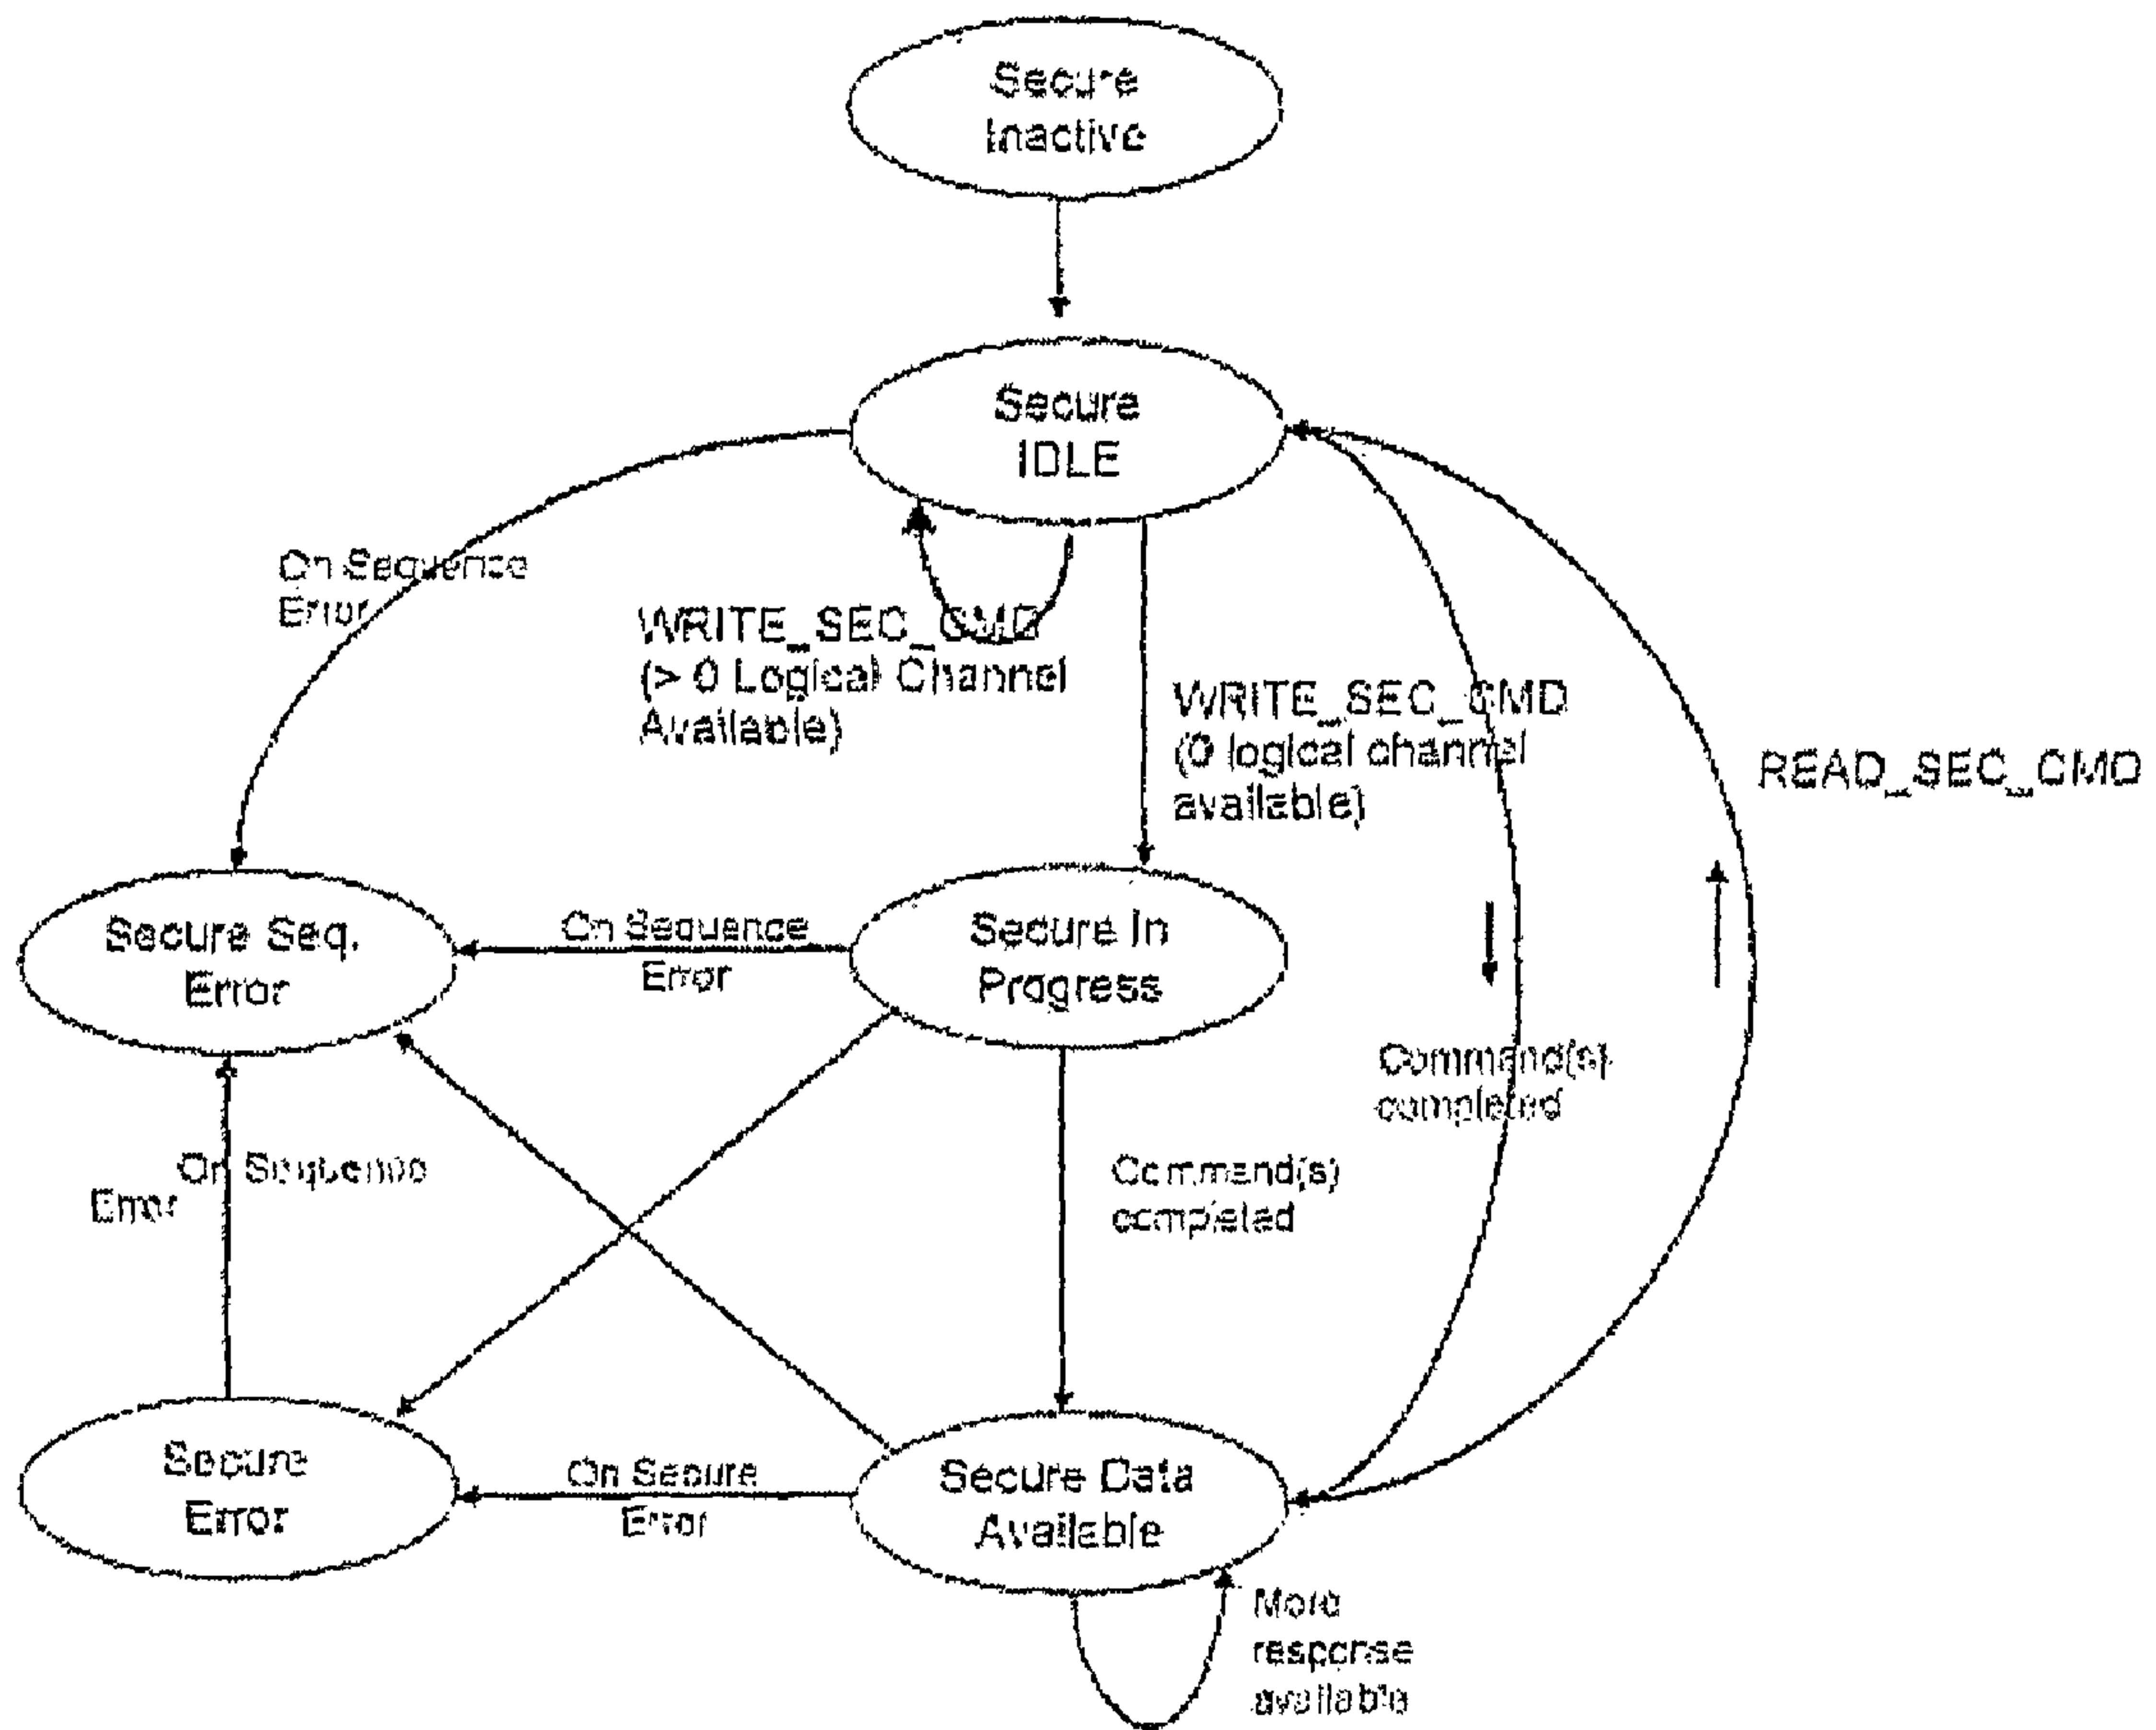 Secure
Inactive
Secure
IDLE
On Sequence
Error
WRITE_SEC_CMD
(> 0 Logical Channel
Available)
WRITE_SEC_CMD
(0 logical channel
available)
READ_SEC_CMD
Secure Seq.
Error
On Sequence
Error
Secure In
Progress
Command(s)
completed
On Sequence
Error
Command(s)
completed
Secure
Error
On Secure
Error
Secure Data
Available
More
response
available